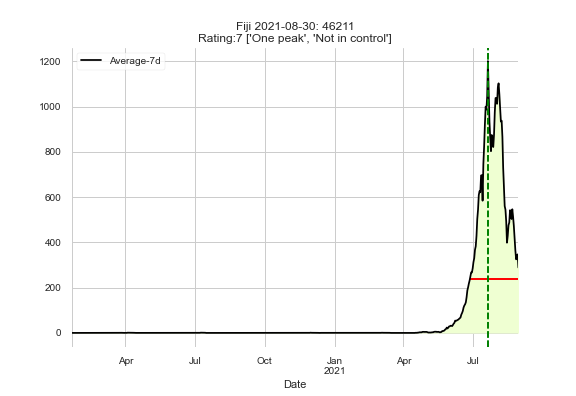 Fiji 2021-08-30: 46211
Rating:7 ['One peak', 'Not in control']
Average-7d
1200
1000
800
600
400
200
0
Apr
Jul
Oct
Jan
2021
Apr
Jul
Date